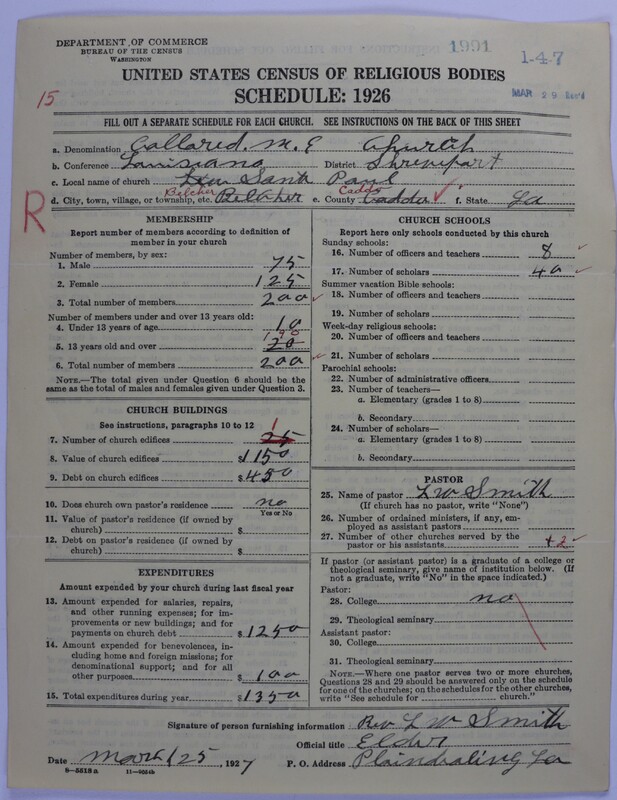 DEPARTMENT OF COMMERCE
BUREAU OF THE CENSUS
WASHINGTON
1991
1-4-7
MAR 29
UNITED STATES CENSUS OF RELIGIOUS BODIES
15
SCHEDULE: 1926
FILL OUT A SEPARATE SCHEDULE FOR EACH CHURCH. SEE INSTRUCTIONS ON THE BACK OF THIS SHEET
a. Denomination Collared. M. E Church
b. Conference Louisiana District Shreveport
c. Local name of church Saint Paul
Belcher Caddo
d. City, town, village, or township, etc. Belcher e. County Caddo f. State La
R
MEMBERSHIP
Report number of members according to definition of member in your church
Number of members, by sex:
1. Male 75
2. Female 125
3. Total number of members 200
Number of members under and over 13 years old:
4. Under 13 years of age 10
190
5. 13 years old and over 20
6. Total number of members 200
NOTE.—The total given under Question 6 should be the same as the total of males and females given under Question 3.
CHURCH BUILDINGS
See instructions, paragraphs 10 to 12
1
7. Number of church edifices 25
8. Value of church edifices $1150
9. Debt on church edifices $450
10. Does church own pastor's residence no
Yes or No
11. Value of pastor's residence (if owned by church) $
12. Debt on pastor's residence (if owned by church) $
EXPENDITURES
Amount expended by your church during last fiscal year
13. Amount expended for salaries, repairs, and other running expenses; for improvements or new buildings; and for payments on church debt $1250
14. Amount expended for benevolences, including home and foreign missions; for denominational support; and for all other purposes $100
15. Total expenditures during year $1350
CHURCH SCHOOLS
Report here only schools conducted by this church
Sunday schools:
16. Number of officers and teachers 8
17. Number of scholars 40
Summer vacation Bible schools:
18. Number of officers and teachers
19. Number of scholars
Week-day religious schools:
20. Number of officers and teachers
21. Number of scholars
Parochial schools:
22. Number of administrative officers
23. Number of teachers—
a. Elementary (grades 1 to 8)
b. Secondary
24. Number of scholars—
a. Elementary (grades 1 to 8)
b. Secondary
PASTOR
25. Name of pastor L W Smith
(If church has no pastor, write "None")
26. Number of ordained ministers, if any, employed as assistant pastors
27. Number of other churches served by the pastor or his assistants 2
If pastor (or assistant pastor) is a graduate of a college or theological seminary, give name of institution below. (If not a graduate, write "No" in the space indicated.)
Pastor:
28. College no
29. Theological seminary
Assistant pastor:
30. College
31. Theological seminary
NOTE.—Where one pastor serves two or more churches, Questions 28 and 29 should be answered only on the schedule for one of the churches; on the schedules for the other churches, write "See schedule for church."
Signature of person furnishing information Rev L W Smith
Official title Elder
Date March 25, 1927 P. O. Address Plaindealing La
8-5618a